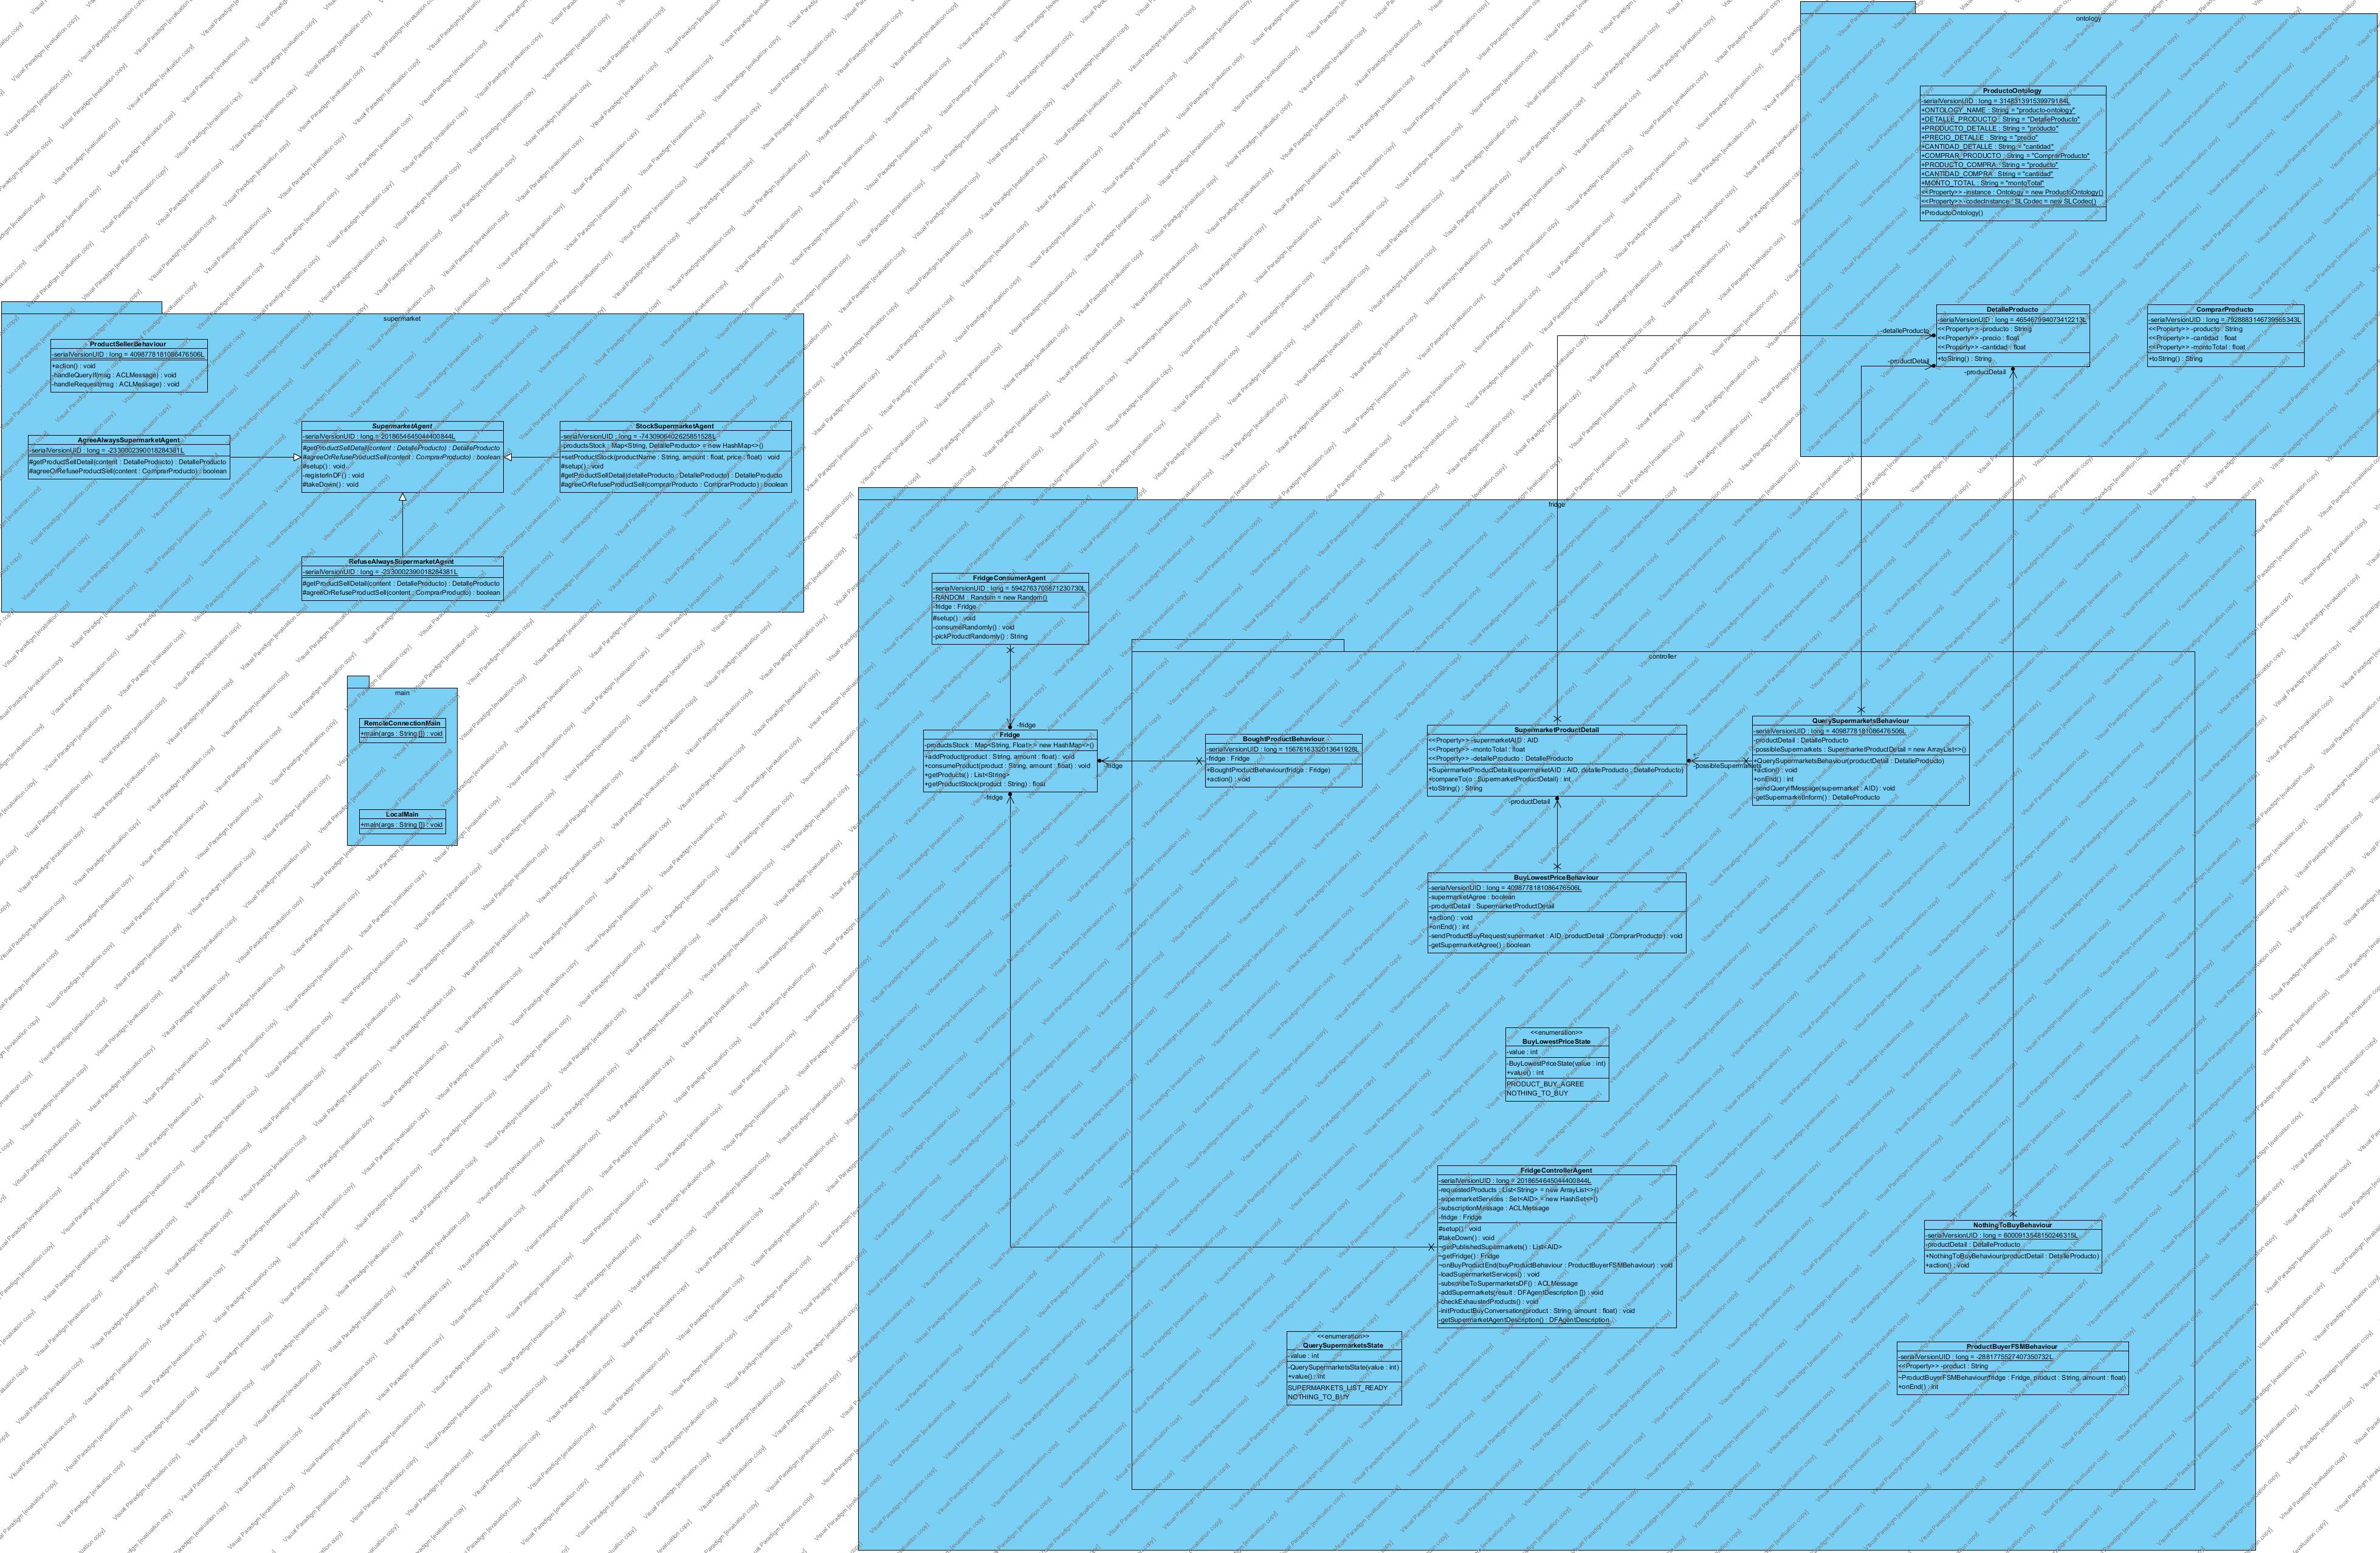 ontology
ProductoOntology
-serialVersionUID : long = 314831391539979184L
+ONTOLOGY_NAME : String = "producto-ontology"
+DETALLE_PRODUCTO : String = "DetalleProducto"
+PRODUCTO_DETALLE : String = "producto"
+PRECIO_DETALLE : String = "precio"
+CANTIDAD_DETALLE : String = "cantidad"
+COMPRAR_PRODUCTO : String = "ComprarProducto"
+PRODUCTO_COMPRA : String = "producto"
+CANTIDAD_COMPRA : String = "cantidad"
+MONTO_TOTAL : String = "montoTotal"
<<Property>> -instance : Ontology = new ProductoOntology()
<<Property>> -codecInstance : SLCodec = new SLCodec()
+ProductoOntology()
DetalleProducto
-serialVersionUID : long = 465467994073412213L
<<Property>> -producto : String
<<Property>> -precio : float
<<Property>> -cantidad : float
+toString() : String
ComprarProducto
-serialVersionUID : long = 7928883146739565343L
<<Property>> -producto : String
<<Property>> -cantidad : float
<<Property>> -montoTotal : float
+toString() : String
-detalleProducto
-productDetail
-productDetail
supermarket
ProductSellerBehaviour
-serialVersionUID : long = 4098778181086476506L
+action() : void
-handleQueryIf(msg : ACLMessage) : void
-handleRequest(msg : ACLMessage) : void
AgreeAlwaysSupermarketAgent
-serialVersionUID : long = -2330002390018284381L
#getProductSellDetail(content : DetalleProducto) : DetalleProducto
#agreeOrRefuseProductSell(content : ComprarProducto) : boolean
SupermarketAgent
-serialVersionUID : long = 2018654645044400844L
#getProductSellDetail(content : DetalleProducto) : DetalleProducto
#agreeOrRefuseProductSell(content : ComprarProducto) : boolean
#setup() : void
-registerInDF() : void
#takeDown() : void
StockSupermarketAgent
-serialVersionUID : long = -7430906402625851528L
-productsStock : Map<String, DetalleProducto> = new HashMap<>()
+setProductStock(productName : String, amount : float, price : float) : void
#setup() : void
#getProductSellDetail(detalleProducto : DetalleProducto) : DetalleProducto
#agreeOrRefuseProductSell(comprarProducto : ComprarProducto) : boolean
RefuseAlwaysSupermarketAgent
-serialVersionUID : long = -2330002390018284381L
#getProductSellDetail(content : DetalleProducto) : DetalleProducto
#agreeOrRefuseProductSell(content : ComprarProducto) : boolean
main
RemoteConnectionMain
+main(args : String []) : void
LocalMain
+main(args : String []) : void
fridge
FridgeConsumerAgent
-serialVersionUID : long = 5942763705871230730L
-RANDOM : Random = new Random()
-fridge : Fridge
#setup() : void
-consumeRandomly() : void
-pickProductRandomly() : String
-fridge
Fridge
-productsStock : Map<String, Float> = new HashMap<>()
+addProduct(product : String, amount : float) : void
+consumeProduct(product : String, amount : float) : void
+getProducts() : List<String>
+getProductStock(product : String) : float
-fridge
-fridge
controller
BoughtProductBehaviour
-serialVersionUID : long = 1567616332013641928L
-fridge : Fridge
+BoughtProductBehaviour(fridge : Fridge)
+action() : void
SupermarketProductDetail
<<Property>> -supermarketAID : AID
<<Property>> -montoTotal : float
<<Property>> -detalleProducto : DetalleProducto
+SupermarketProductDetail(supermarketAID : AID, detalleProducto : DetalleProducto)
+compareTo(o : SupermarketProductDetail) : int
+toString() : String
-possibleSupermarkets
QuerySupermarketsBehaviour
-serialVersionUID : long = 4098778181086476506L
-productDetail : DetalleProducto
-possibleSupermarkets : SupermarketProductDetail = new ArrayList<>()
+QuerySupermarketsBehaviour(productDetail : DetalleProducto)
+action() : void
+onEnd() : int
-sendQueryIfMessage(supermarket : AID) : void
-getSupermarketInform() : DetalleProducto
-productDetail
BuyLowestPriceBehaviour
-serialVersionUID : long = 4098778181086476506L
-supermarketAgree : boolean
-productDetail : SupermarketProductDetail
+action() : void
+onEnd() : int
-sendProductBuyRequest(supermarket : AID, productDetail : ComprarProducto) : void
-getSupermarketAgree() : boolean
<<enumeration>>
BuyLowestPriceState
-value : int
-BuyLowestPriceState(value : int)
+value() : int
PRODUCT_BUY_AGREE
NOTHING_TO_BUY
FridgeControllerAgent
-serialVersionUID : long = 2018654645044400844L
-requestedProducts : List<String> = new ArrayList<>()
-supermarketServices : Set<AID> = new HashSet<>()
-subscriptionMessage : ACLMessage
-fridge : Fridge
#setup() : void
#takeDown() : void
~getPublishedSupermarkets() : List<AID>
~getFridge() : Fridge
~onBuyProductEnd(buyProductBehaviour : ProductBuyerFSMBehaviour) : void
-loadSupermarketServices() : void
-subscribeToSupermarketsDF() : ACLMessage
-addSupermarkets(result : DFAgentDescription []) : void
-checkExhaustedProducts() : void
-initProductBuyConversation(product : String, amount : float) : void
-getSupermarketAgentDescription() : DFAgentDescription
<<enumeration>>
QuerySupermarketsState
-value : int
-QuerySupermarketsState(value : int)
+value() : int
SUPERMARKETS_LIST_READY
NOTHING_TO_BUY
NothingToBuyBehaviour
-serialVersionUID : long = 6000913548150246315L
-productDetail : DetalleProducto
+NothingToBuyBehaviour(productDetail : DetalleProducto)
+action() : void
ProductBuyerFSMBehaviour
-serialVersionUID : long = -2881775527407350732L
<<Property>> -product : String
~ProductBuyerFSMBehaviour(fridge : Fridge, product : String, amount : float)
+onEnd() : int
Visual Paradigm [evaluation copy]